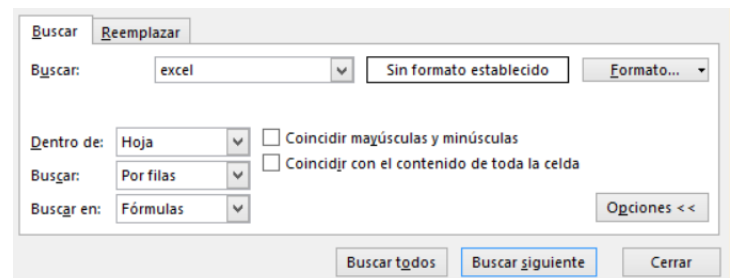 Buscar Reemplazar
Buscar: excel Sin formato establecido Formato...
Dentro de: Hoja Coincidir mayúsculas y minúsculas
Buscar: Por filas Coincidir con el contenido de toda la celda
Buscar en: Fórmulas Opciones <<
Buscar todos Buscar siguiente Cerrar